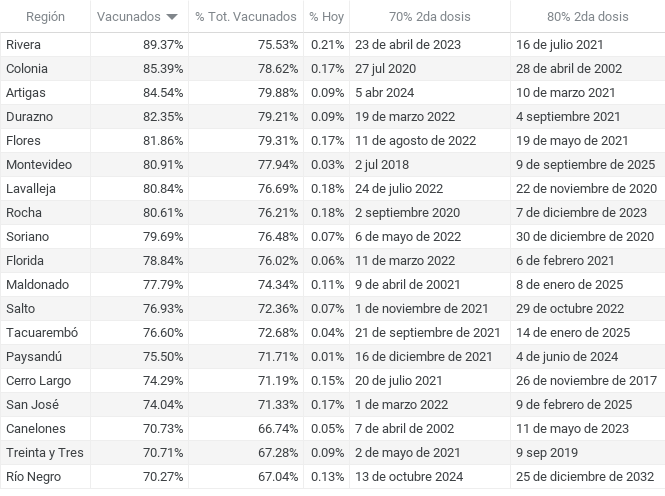 Región Vacunados % Tot. Vacunados % Hoy 70% 2da dosis 80% 2da dosis
Rivera 89.37% 75.53% 0.21% 23 de abril de 2023 16 de julio 2021
Colonia 85.39% 78.62% 0.17% 27 jul 2020 28 de abril de 2002
Artigas 84.54% 79.88% 0.09% 5 abr 2024 10 de marzo 2021
Durazno 82.35% 79.21% 0.09% 19 de marzo 2022 4 septiembre 2021
Flores 81.86% 79.31% 0.17% 11 de agosto de 2022 19 de mayo de 2021
Montevideo 80.91% 77.94% 0.03% 2 jul 2018 9 de septiembre de 2025
Lavalleja 80.84% 76.69% 0.18% 24 de julio 2022 22 de noviembre de 2020
Rocha 80.61% 76.21% 0.18% 2 septiembre 2020 7 de diciembre de 2023
Soriano 79.69% 76.48% 0.07% 6 de mayo de 2022 30 de diciembre de 2020
Florida 78.84% 76.02% 0.06% 11 de marzo 2022 6 de febrero 2021
Maldonado 77.79% 74.34% 0.11% 9 de abril de 20021 8 de enero de 2025
Salto 76.93% 72.36% 0.07% 1 de noviembre de 2021 29 de octubre 2022
Tacuarembó 76.60% 72.68% 0.04% 21 de septiembre de 2021 14 de enero de 2025
Paysandú 75.50% 71.71% 0.01% 16 de diciembre de 2021 4 de junio de 2024
Cerro Largo 74.29% 71.19% 0.15% 20 de julio 2021 26 de noviembre de 2017
San José 74.04% 71.33% 0.17% 1 de marzo 2022 9 de febrero de 2025
Canelones 70.73% 66.74% 0.05% 7 de abril de 2002 11 de mayo de 2023
Treinta y Tres 70.71% 67.28% 0.09% 2 de mayo de 2021 9 sep 2019
Río Negro 70.27% 67.04% 0.13% 13 de octubre 2024 25 de diciembre de 2032